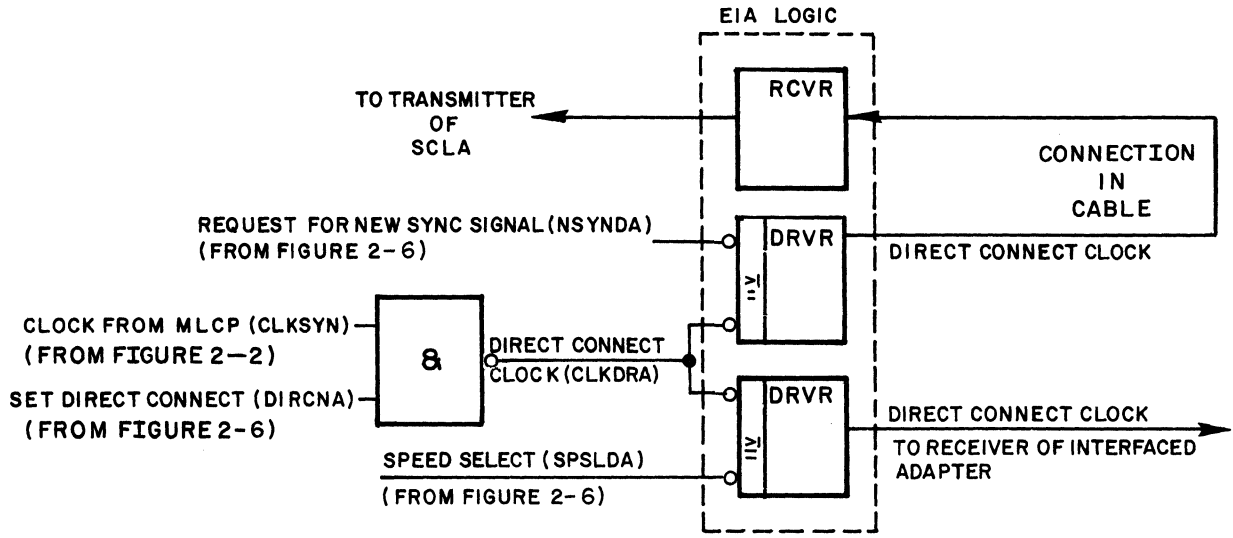 EIA LOGIC
RCVR
TO TRANSMITTER
OF
SCLA
CONNECTION
IN
CABLE
REQUEST FOR NEW SYNC SIGNAL (NSYNDA)
(FROM FIGURE 2-6)
DRVR
≥1
DIRECT CONNECT CLOCK
CLOCK FROM MLCP (CLKSYN)
(FROM FIGURE 2-2)
&
DIRECT CONNECT
CLOCK (CLKDRA)
SET DIRECT CONNECT (DIRCNA)
(FROM FIGURE 2-6)
DRVR
DIRECT CONNECT CLOCK
TO RECEIVER OF INTERFACED
ADAPTER
SPEED SELECT (SPSLDA)
(FROM FIGURE 2-6)